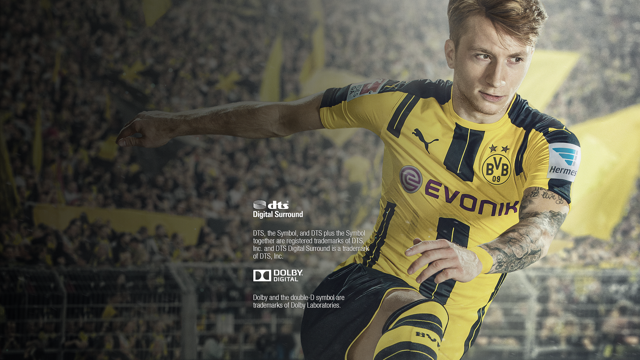 dts
Digital Surround
DTS, the Symbol, and DTS plus the Symbol
together are registered trademarks of DTS,
Inc. and DTS Digital Surround is a trademark
of DTS, Inc.
DOLBY
DIGITAL
Dolby and the double-D symbol are
trademarks of Dolby Laboratories.
BVB
09
Hermes
EVONIK
BVB